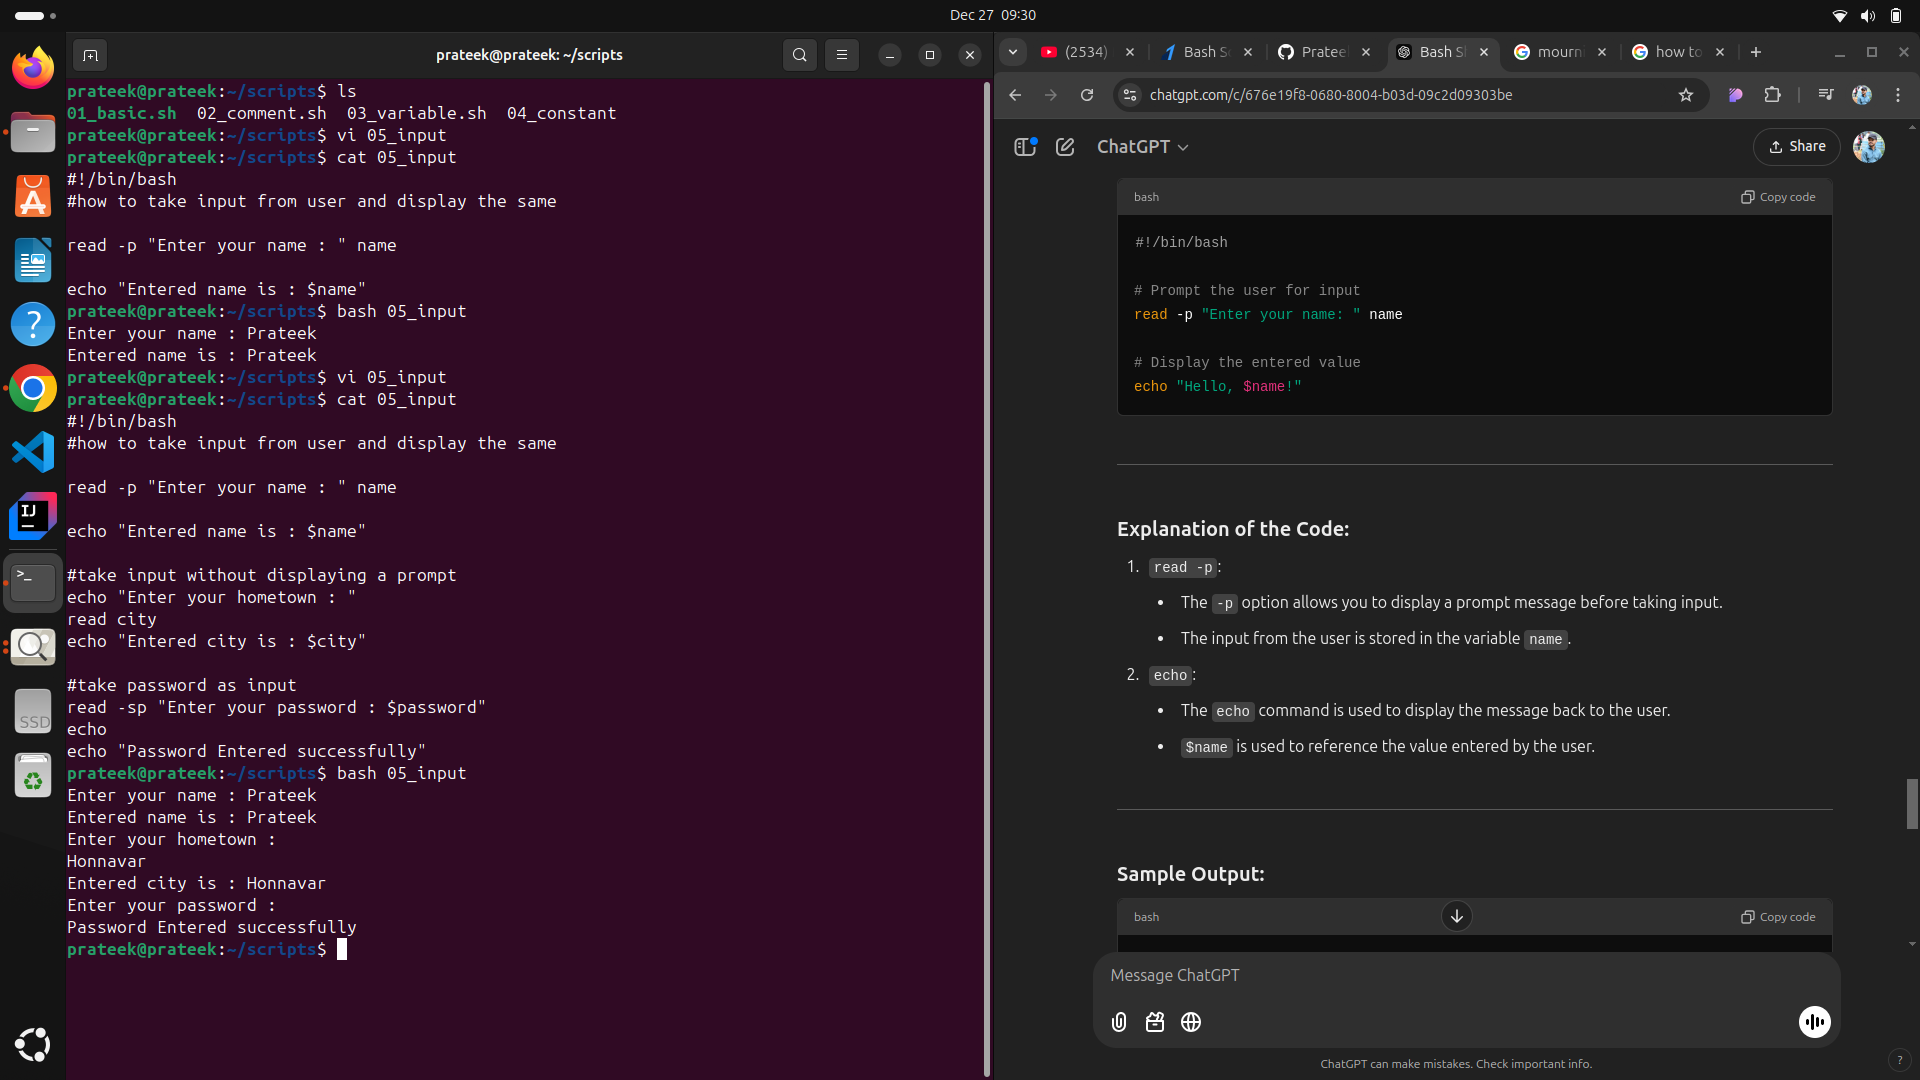 Dec 27 09:30
prateek@prateek: ~/scripts
prateek@prateek:~/scripts$ ls
01_basic.sh 02_comment.sh 03_variable.sh 04_constant
prateek@prateek:~/scripts$ vi 05_input
prateek@prateek:~/scripts$ cat 05_input
#!/bin/bash
#how to take input from user and display the same
read -p "Enter your name : " name
echo "Entered name is : $name"
prateek@prateek:~/scripts$ bash 05_input
Enter your name : Prateek
Entered name is : Prateek
prateek@prateek:~/scripts$ vi 05_input
prateek@prateek:~/scripts$ cat 05_input
#!/bin/bash
#how to take input from user and display the same
read -p "Enter your name : " name
echo "Entered name is : $name"
#take input without displaying a prompt
echo "Enter your hometown : "
read city
echo "Entered city is : $city"
#take password as input
read -sp "Enter your password : $password"
echo
echo "Password Entered successfully"
prateek@prateek:~/scripts$ bash 05_input
Enter your name : Prateek
Entered name is : Prateek
Enter your hometown :
Honnavar
Entered city is : Honnavar
Enter your password :
Password Entered successfully
prateek@prateek:~/scripts$
IJ
SSD
(2534) Bash S Pratee Bash S mourn how to
chatgpt.com/c/676e19f8-0680-8004-b03d-09c2d09303be
ChatGPT Share
bash Copy code
#!/bin/bash
# Prompt the user for input
read -p "Enter your name: " name
# Display the entered value
echo "Hello, $name!"
Explanation of the Code:
1. read -p:
• The -p option allows you to display a prompt message before taking input.
• The input from the user is stored in the variable name.
2. echo:
• The echo command is used to display the message back to the user.
• $name is used to reference the value entered by the user.
Sample Output:
bash Copy code
Message ChatGPT
ChatGPT can make mistakes. Check important info.
?